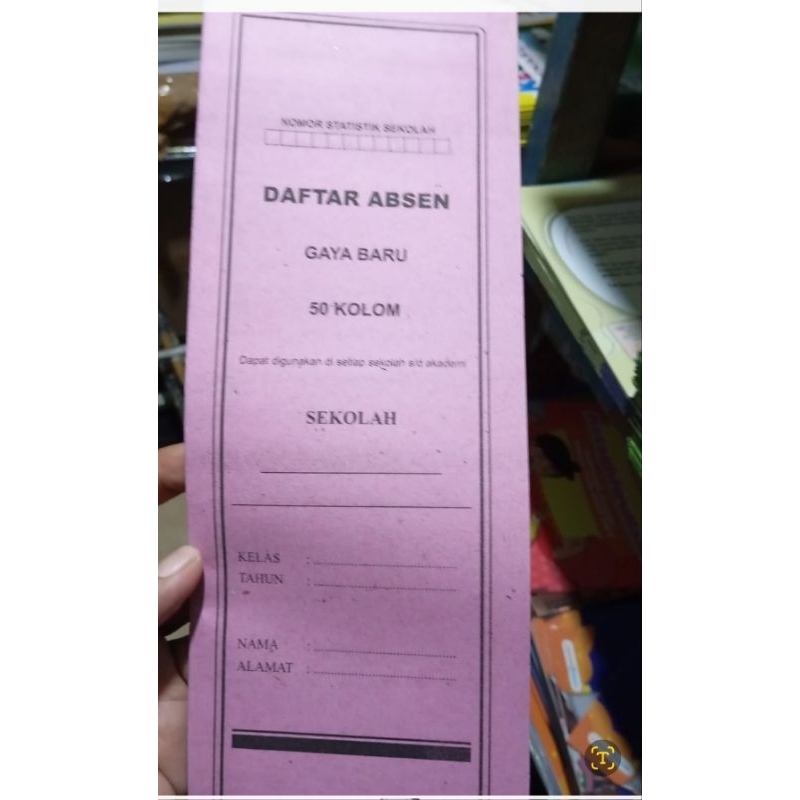 NOMOR STATISTIK SEKOLAH
DAFTAR ABSEN
GAYA BARU
50 KOLOM
Dapat digunakan di setiap sekolah s/d akademi
SEKOLAH
KELAS :
TAHUN :
NAMA :
ALAMAT :